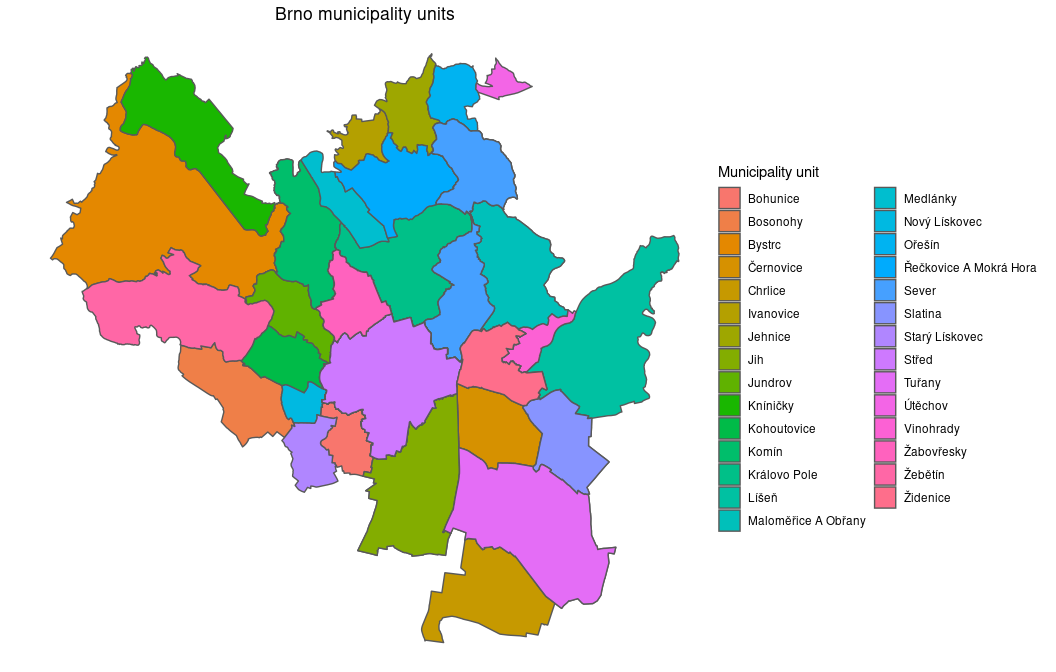 Brno municipality units
Municipality unit
Bohunice
Bosonohy
Bystrc
Černovice
Chrlice
Ivanovice
Jehnice
Jih
Jundrov
Kníničky
Kohoutovice
Komín
Královo Pole
Líšeň
Maloměřice A Obřany
Medlánky
Nový Lískovec
Ořešín
Řečkovice A Mokrá Hora
Sever
Slatina
Starý Lískovec
Střed
Tuřany
Útěchov
Vinohrady
Žabovřesky
Žebětín
Židenice